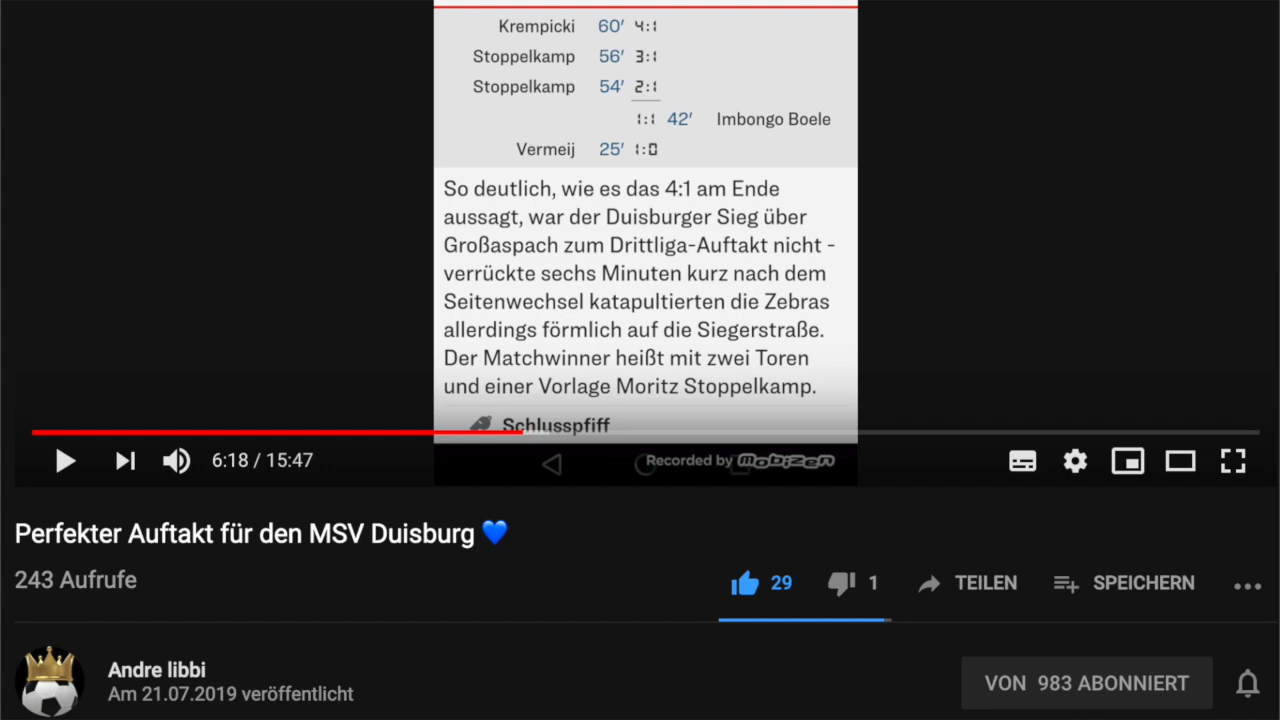 Krempicki 60' 4:1
Stoppelkamp 56' 3:1
Stoppelkamp 54' 2:1
1:1 42' Imbongo Boele
Vermeij 25' 1:0
So deutlich, wie es das 4:1 am Ende
aussagt, war der Duisburger Sieg über
Großaspach zum Drittliga-Auftakt nicht -
verrückte sechs Minuten kurz nach dem
Seitenwechsel katapultierten die Zebras
allerdings förmlich auf die Siegerstraße.
Der Matchwinner heißt mit zwei Toren
und einer Vorlage Moritz Stoppelkamp.
Schlusspfiff
6:18 / 15:47
Recorded by mobizen
Perfekter Auftakt für den MSV Duisburg 💙
243 Aufrufe
29 1 TEILEN SPEICHERN
Andre libbi
Am 21.07.2019 veröffentlicht
VON 983 ABONNIERT